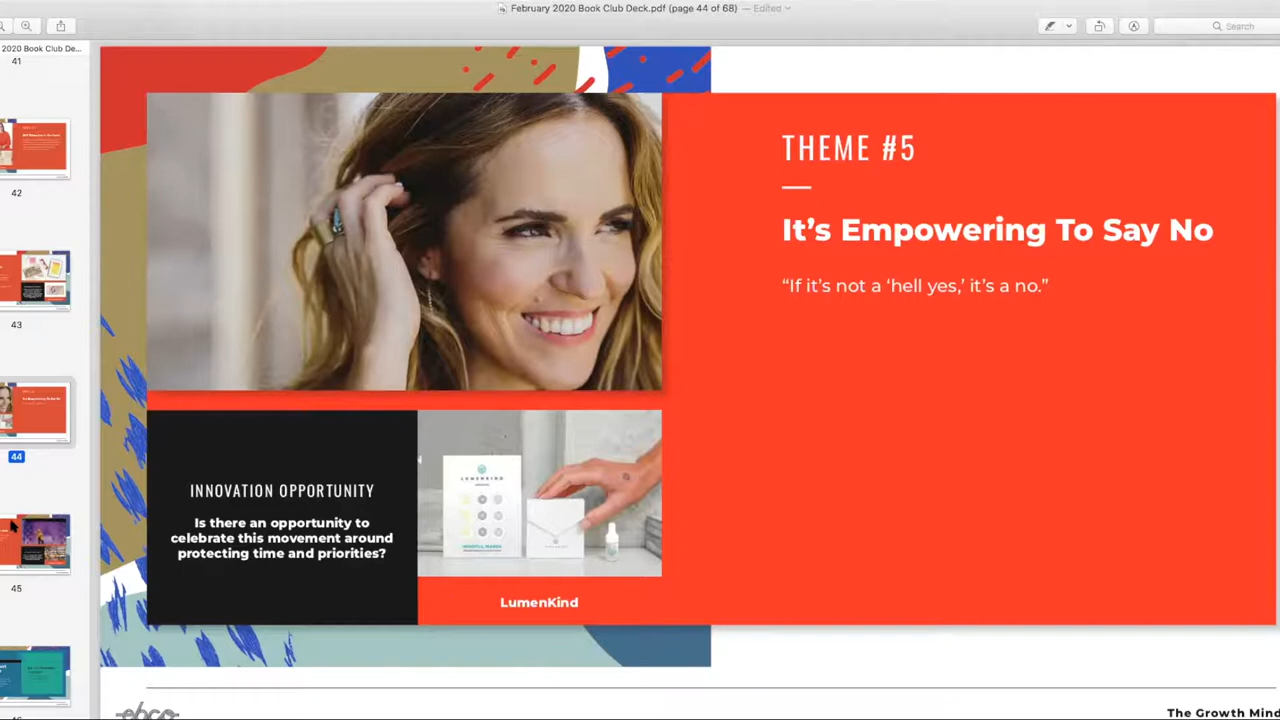 February 2020 Book Club Deck.pdf (page 44 of 68) — Edited
Search
2020 Book Club De...
41
42
43
44
45
THEME #5
It's Empowering To Say No
“If it's not a ‘hell yes,’ it's a no.”
INNOVATION OPPORTUNITY
Is there an opportunity to
celebrate this movement around
protecting time and priorities?
LUMENKIND
LumenKind
ebco
The Growth Mind